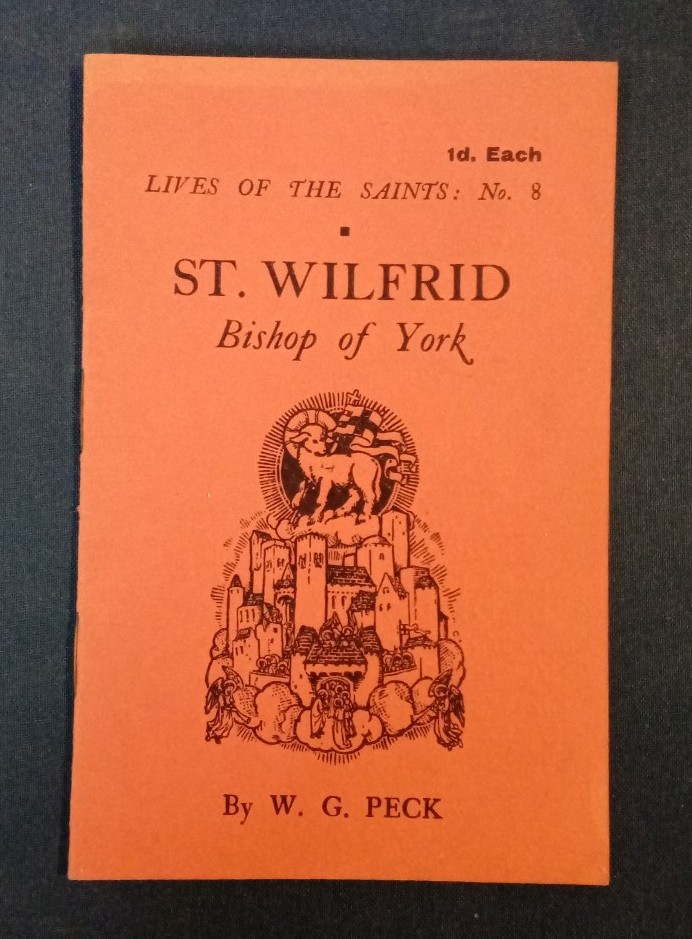 1d. Each
LIVES OF THE SAINTS: No. 8
ST. WILFRID
Bishop of York
By W. G. PECK